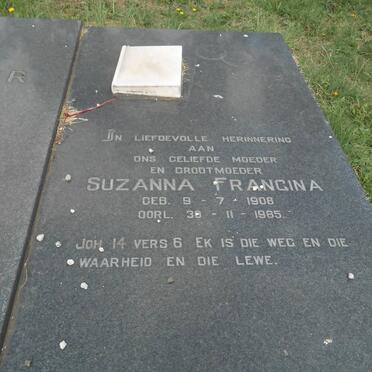 R
IN LIEFDEVOLLE HERINNERING
AAN
ONS GELIEFDE MOEDER
EN GROOTMOEDER
SUZANNA FRANCINA
GEB. 9 - 7 - 1908
OORL. 30 - 11 - 1985.
JOH 14 VERS 6 EK IS DIE WEG EN DIE
WAARHEID EN DIE LEWE.